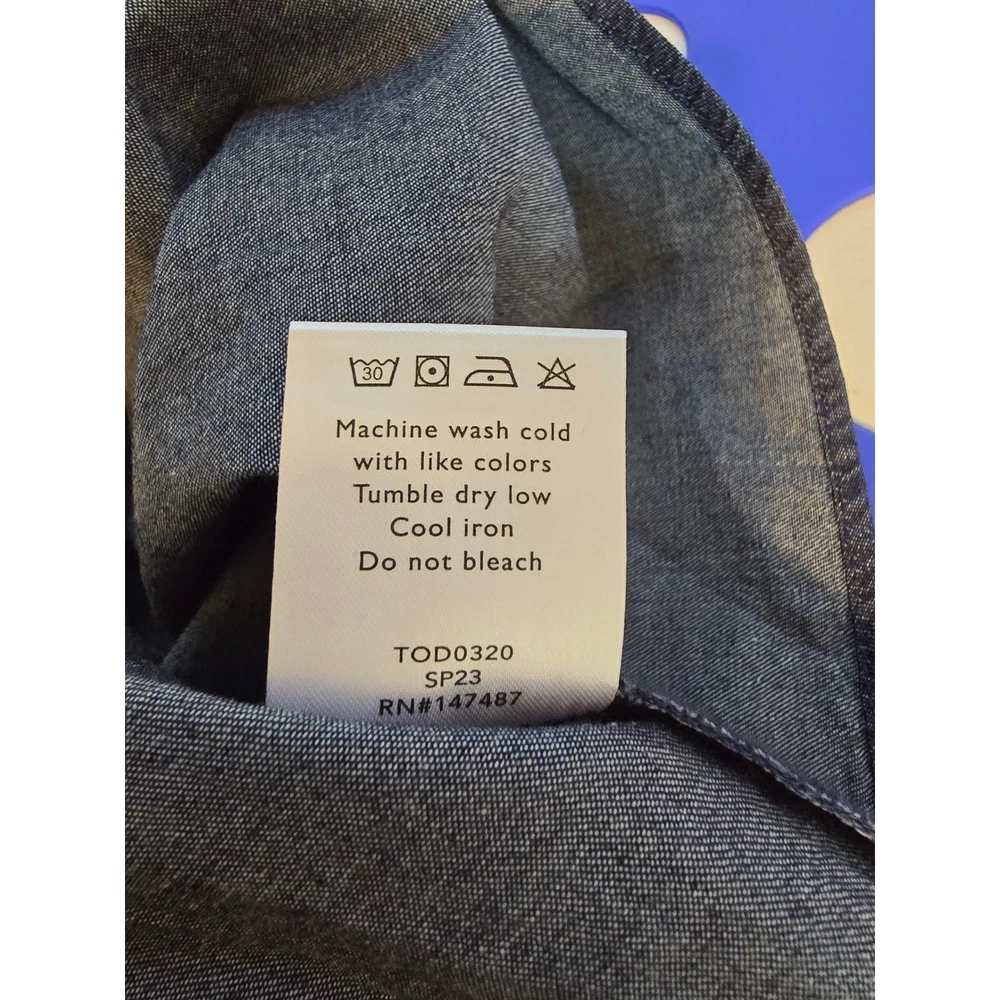 30
Machine wash cold
with like colors
Tumble dry low
Cool iron
Do not bleach
TOD0320
SP23
RN#147487